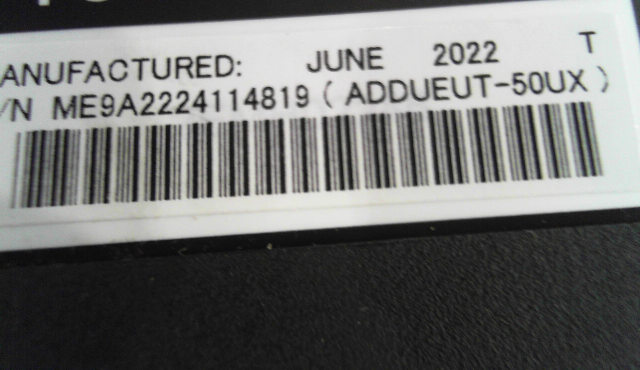 ANUFACTURED: JUNE 2022 T
/N ME9A2224114819 (ADDUEUT-50UX)